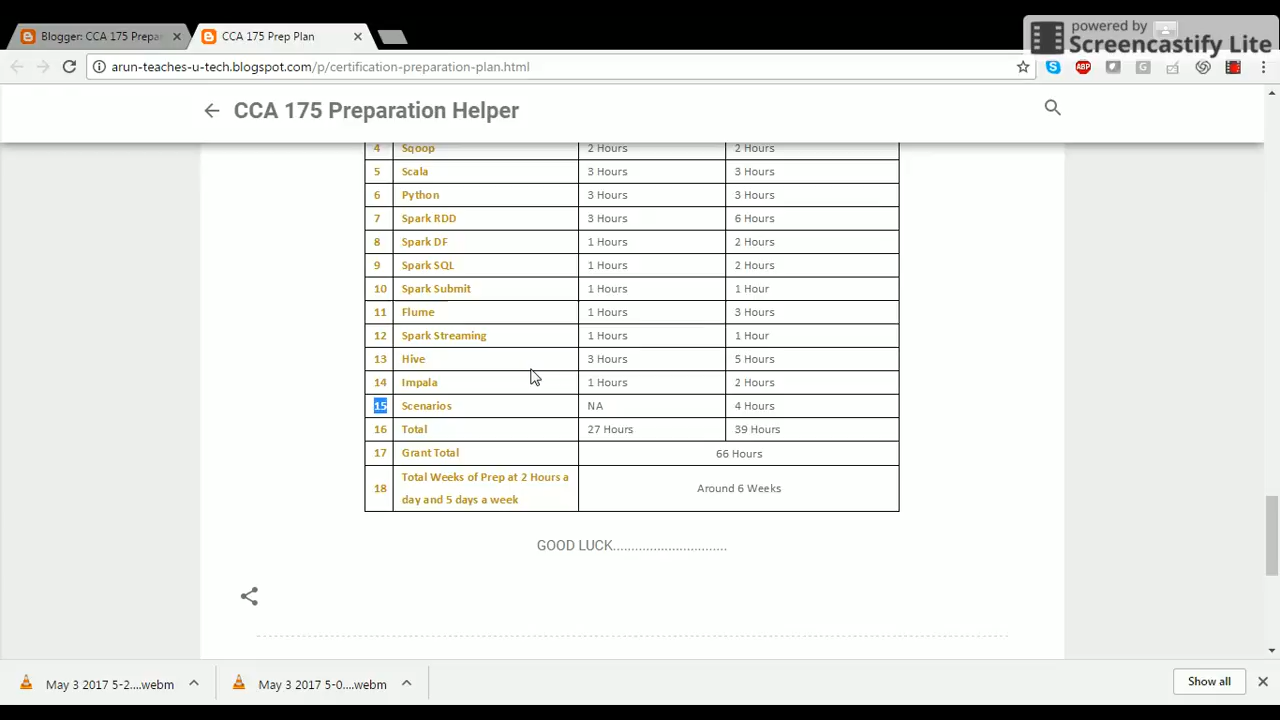 powered by
Screencastify Lite
Blogger: CCA 175 Prepar
CCA 175 Prep Plan
arun-teaches-u-tech.blogspot.com/p/certification-preparation-plan.html
ABP
G
CCA 175 Preparation Helper
4 Sqoop 2 Hours 2 Hours
5 Scala 3 Hours 3 Hours
6 Python 3 Hours 3 Hours
7 Spark RDD 3 Hours 6 Hours
8 Spark DF 1 Hours 2 Hours
9 Spark SQL 1 Hours 2 Hours
10 Spark Submit 1 Hours 1 Hour
11 Flume 1 Hours 3 Hours
12 Spark Streaming 1 Hours 1 Hour
13 Hive 3 Hours 5 Hours
14 Impala 1 Hours 2 Hours
15 Scenarios NA 4 Hours
16 Total 27 Hours 39 Hours
17 Grant Total 66 Hours
Total Weeks of Prep at 2 Hours a
18 Around 6 Weeks
day and 5 days a week
GOOD LUCK.............................
May 3 2017 5-2....webm
May 3 2017 5-0....webm
Show all